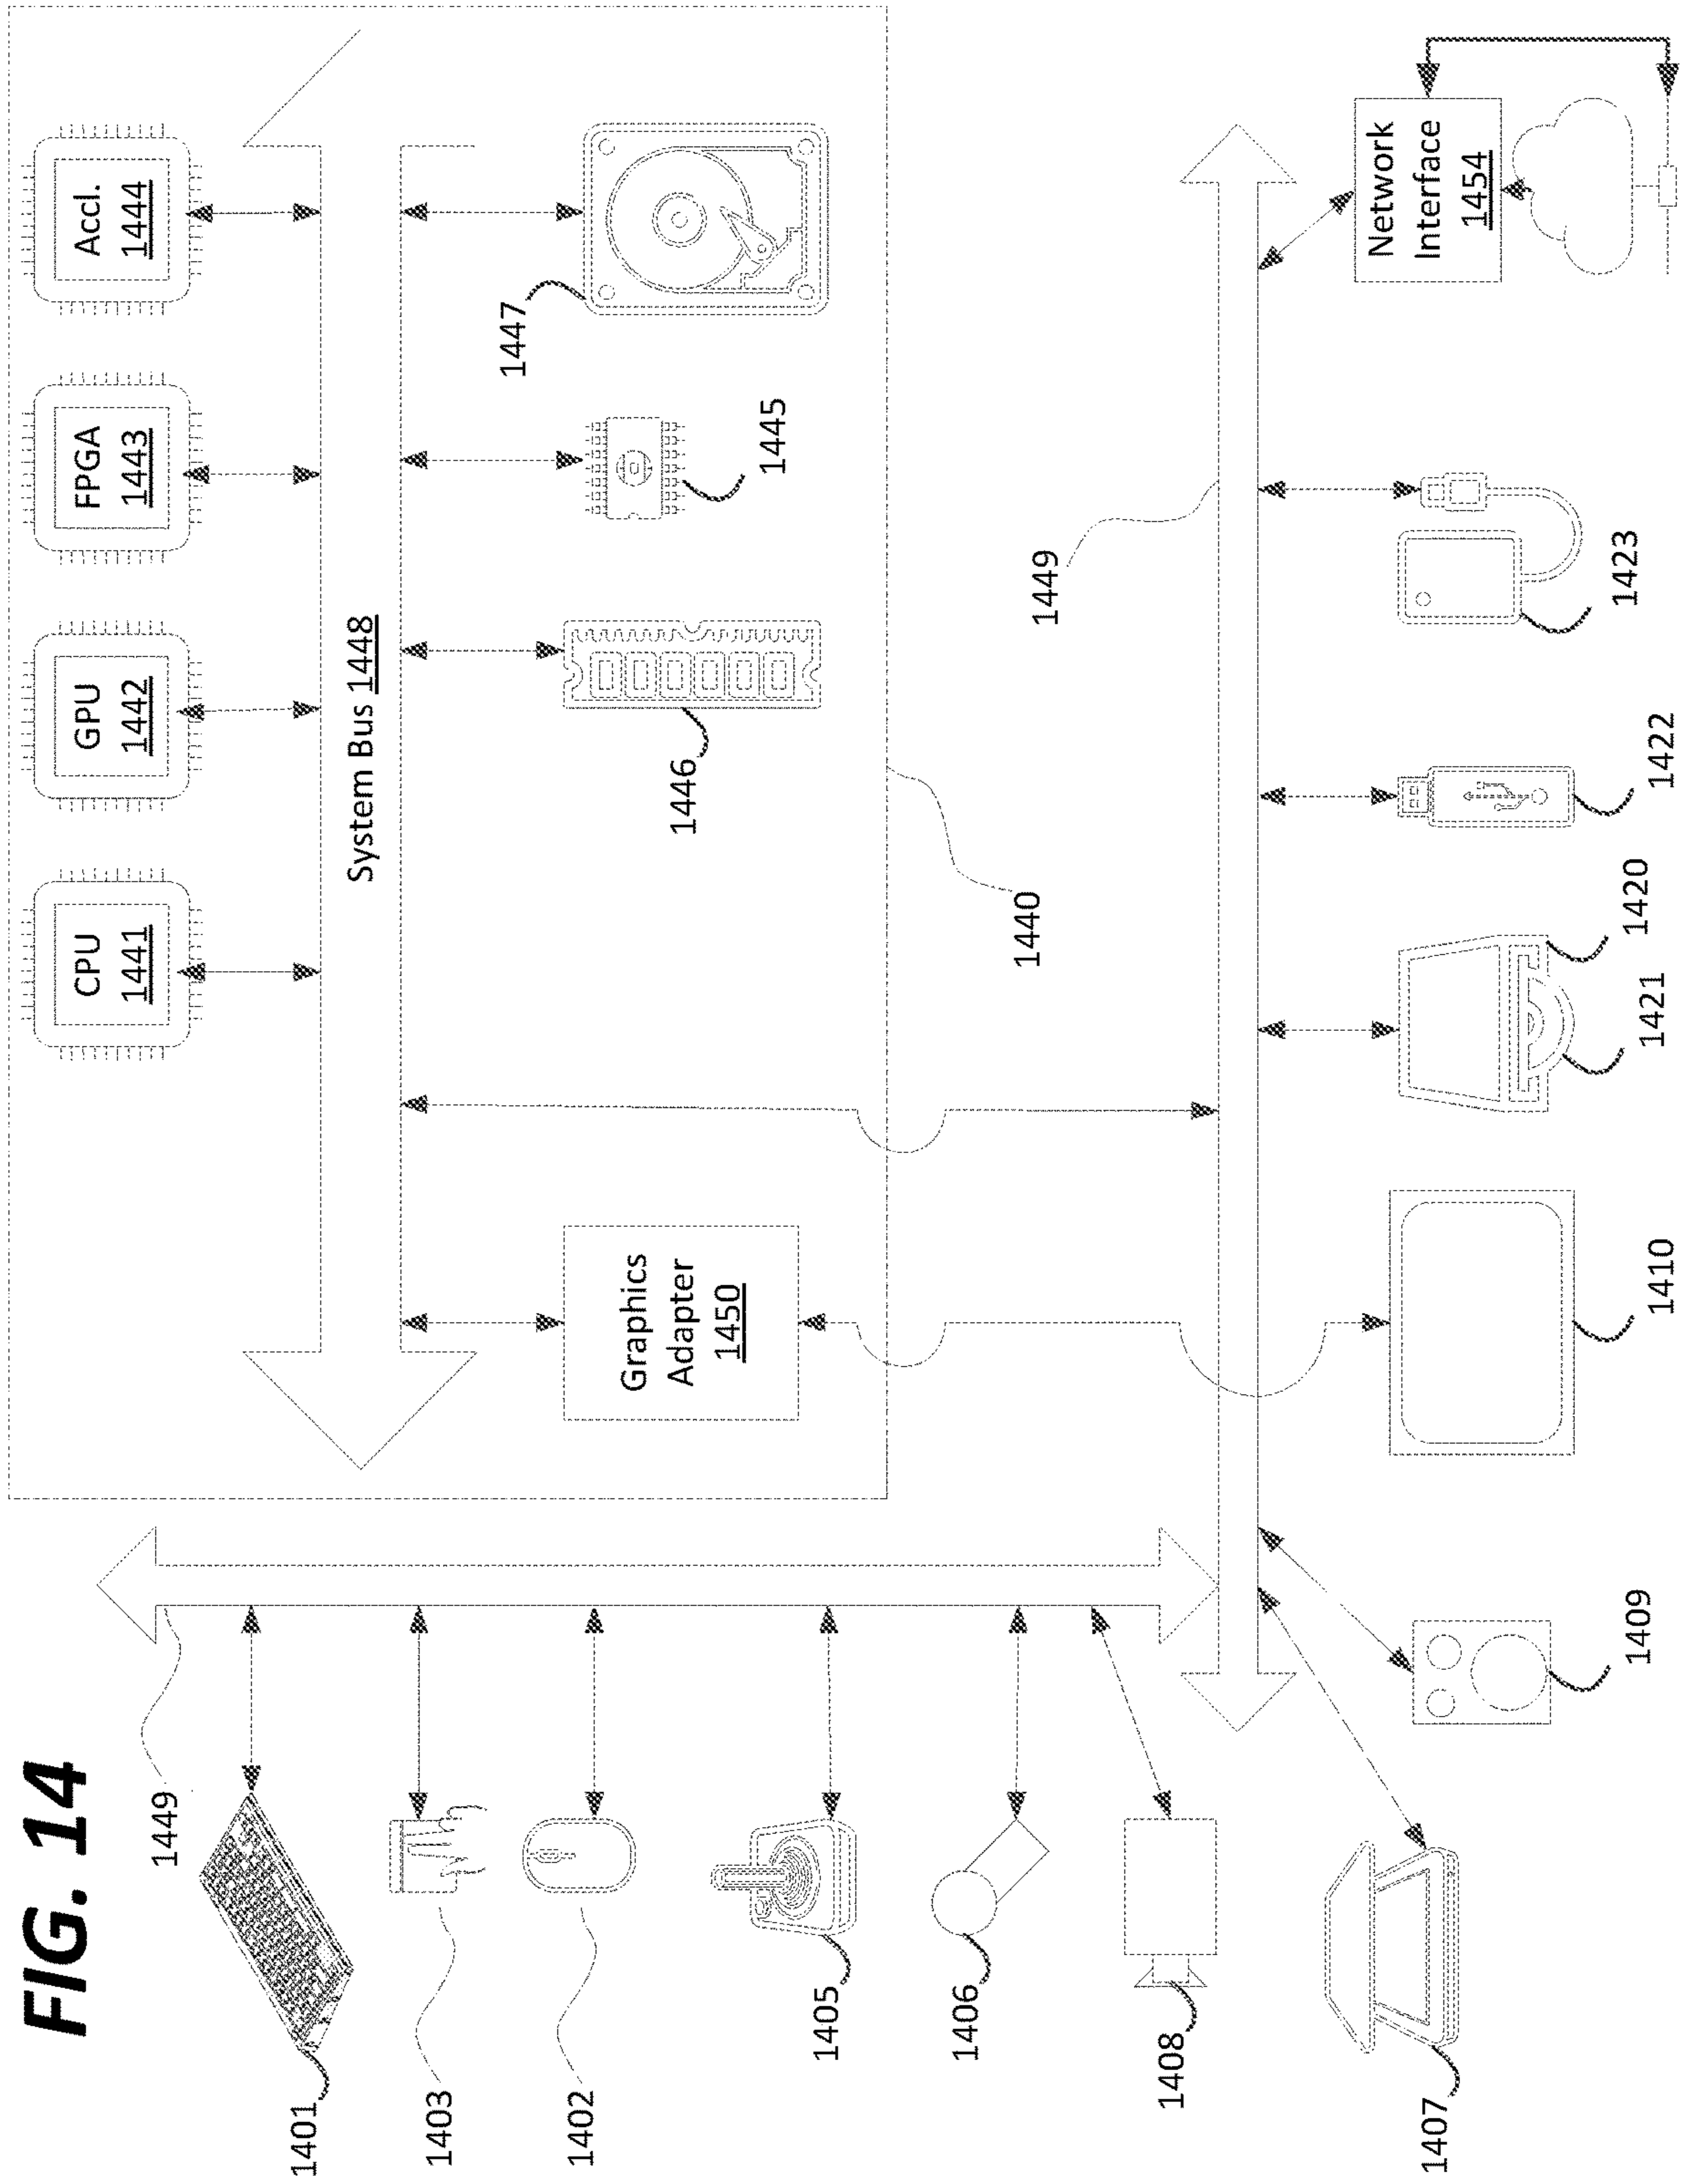 FIG. 14
1449
1401
1403
1402
1405
1406
1408
1407
CPU
1441
GPU
1442
FPGA
1443
Accl.
1444
System Bus 1448
Graphics
Adapter
1450
1446
1445
1447
1440
1449
1409
1410
1421
1420
1422
1423
Network
Interface
1454